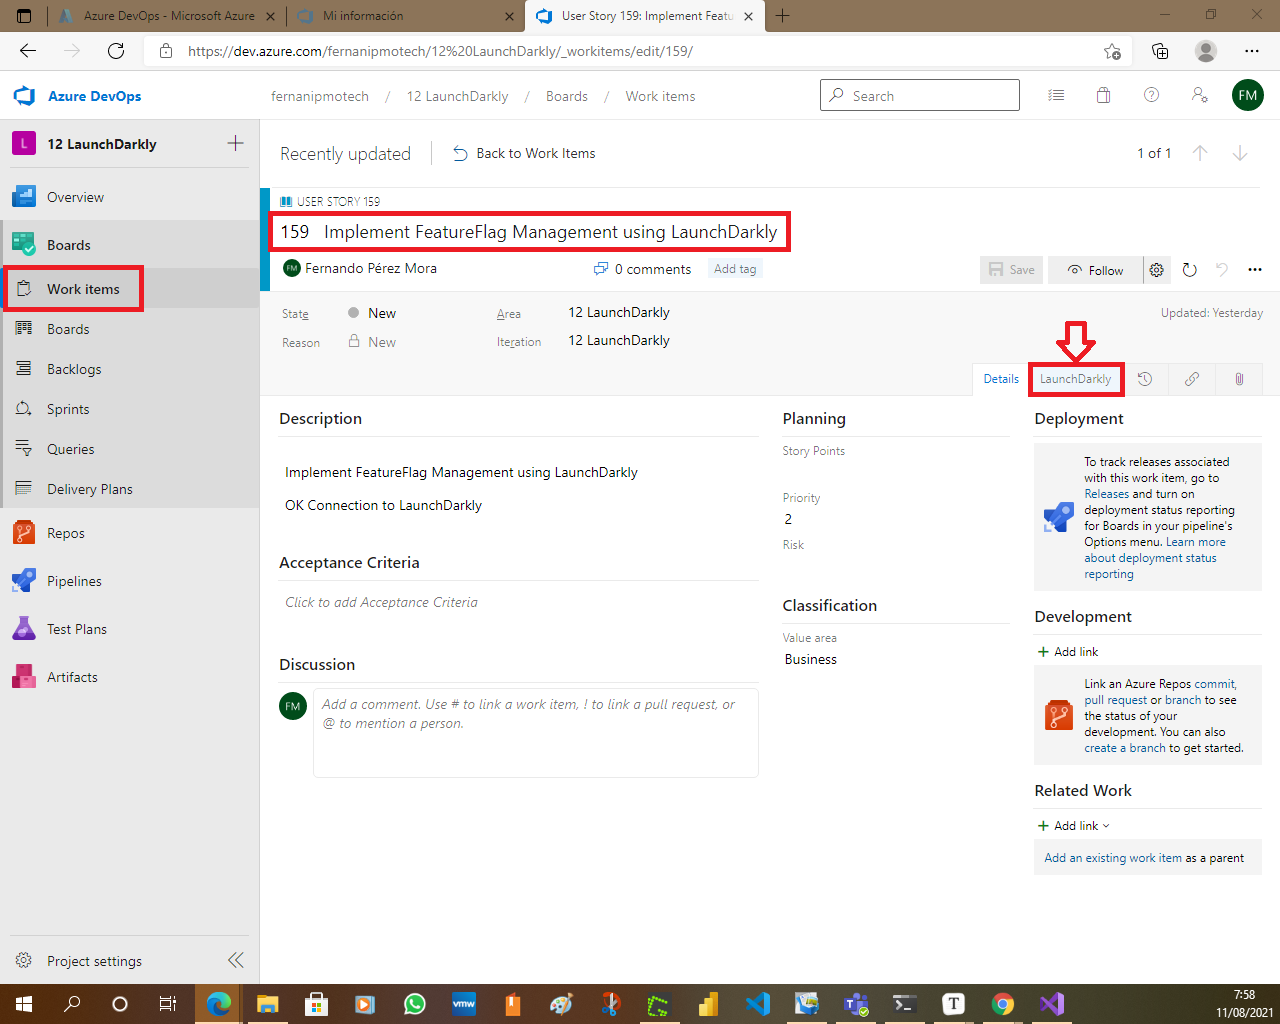 Azure DevOps - Microsoft Azure
Mi información
User Story 159: Implement Featu
https://dev.azure.com/fernanipmotech/12%20LaunchDarkly/_workitems/edit/159/
Azure DevOps
fernanipmotech / 12 LaunchDarkly / Boards / Work items
Search
FM
L 12 LaunchDarkly
Overview
Boards
Work items
Boards
Backlogs
Sprints
Queries
Delivery Plans
Repos
Pipelines
Test Plans
Artifacts
Project settings
Recently updated
Back to Work Items
1 of 1
USER STORY 159
159 Implement FeatureFlag Management using LaunchDarkly
FM Fernando Pérez Mora
0 comments
Add tag
Save
Follow
State New
Area 12 LaunchDarkly
Updated: Yesterday
Reason New
Iteration 12 LaunchDarkly
Details
LaunchDarkly
Description
Implement FeatureFlag Management using LaunchDarkly
OK Connection to LaunchDarkly
Acceptance Criteria
Click to add Acceptance Criteria
Discussion
FM
Add a comment. Use # to link a work item, ! to link a pull request, or
@ to mention a person.
Planning
Story Points
Priority
2
Risk
Classification
Value area
Business
Deployment
To track releases associated
with this work item, go to
Releases and turn on
deployment status reporting
for Boards in your pipeline's
Options menu. Learn more
about deployment status
reporting
Development
Add link
Link an Azure Repos commit,
pull request or branch to see
the status of your
development. You can also
create a branch to get started.
Related Work
Add link
Add an existing work item as a parent
vmw
T
7:58
11/08/2021